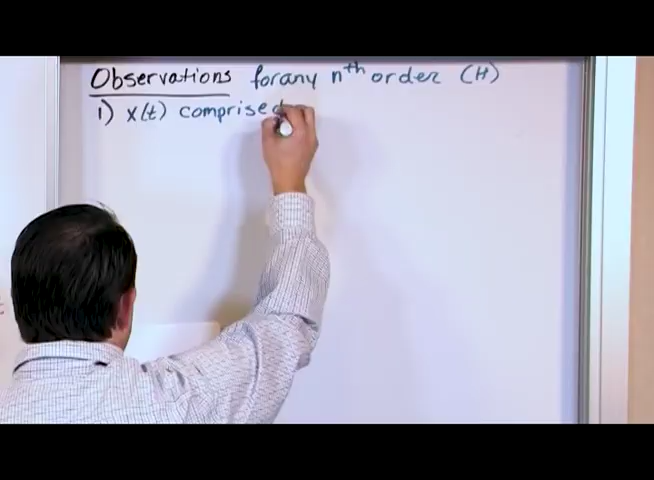 Observations for any nth order (H)
1) x(t) comprised